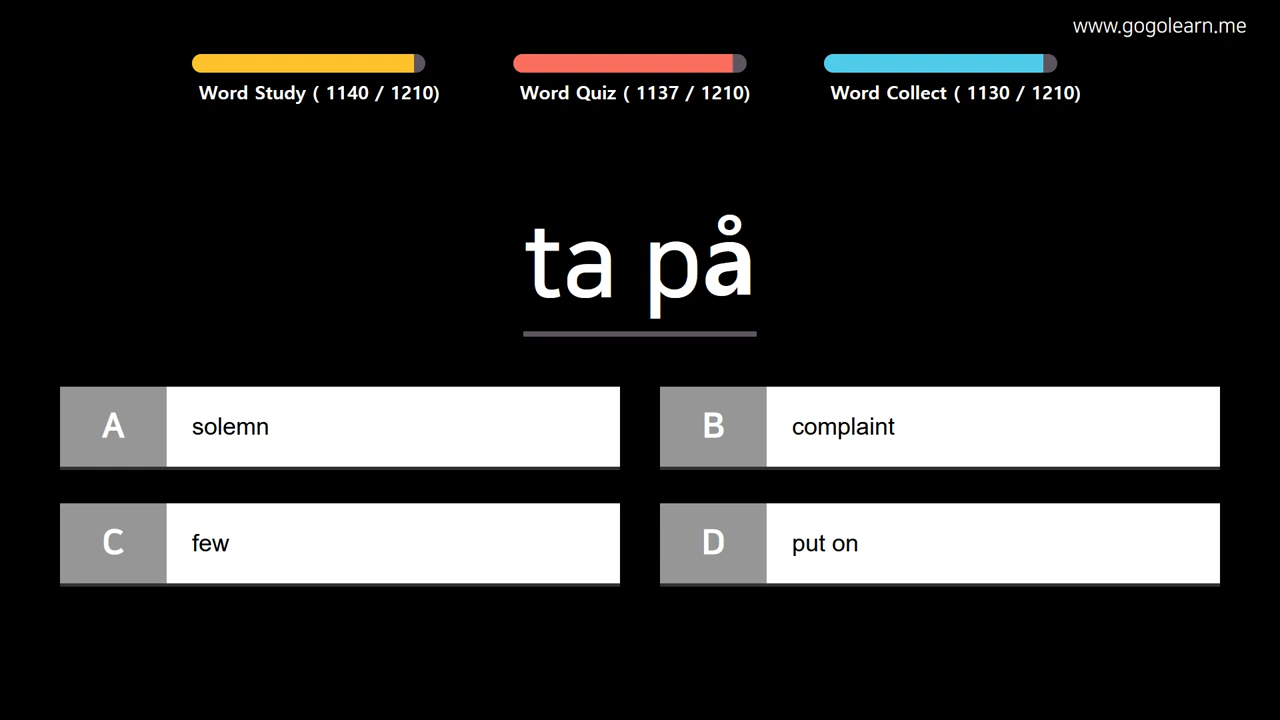 www.gogolearn.me
Word Study ( 1140 / 1210)
Word Quiz ( 1137 / 1210)
Word Collect ( 1130 / 1210)
ta på
A solemn
B complaint
C few
D put on